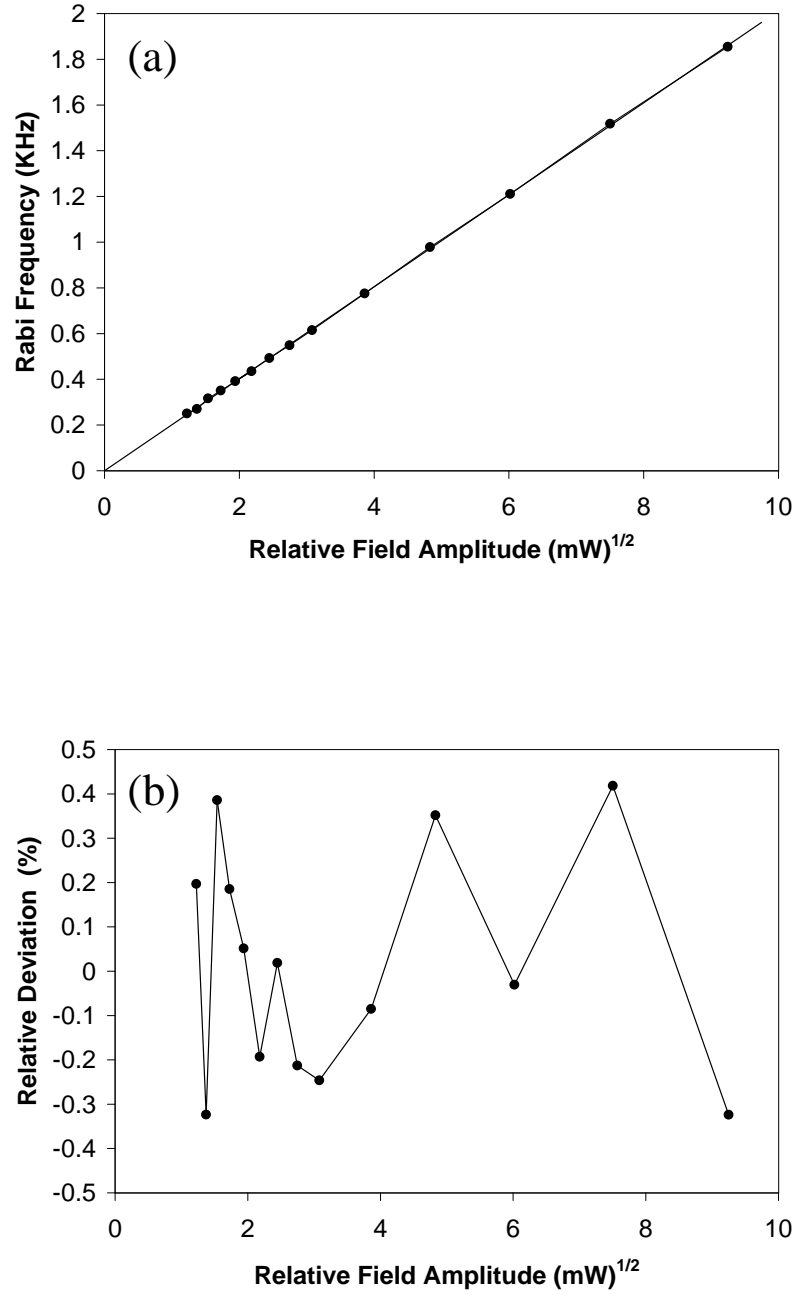 2
1.8
1.6
1.4
1.2
1
0.8
0.6
0.4
0.2
0
(a)
Rabi Frequency (KHz)
0 2 4 6 8 10
Relative Field Amplitude (mW)^1/2
0.5
0.4
0.3
0.2
0.1
0
-0.1
-0.2
-0.3
-0.4
-0.5
(b)
Relative Deviation (%)
0 2 4 6 8 10
Relative Field Amplitude (mW)^1/2